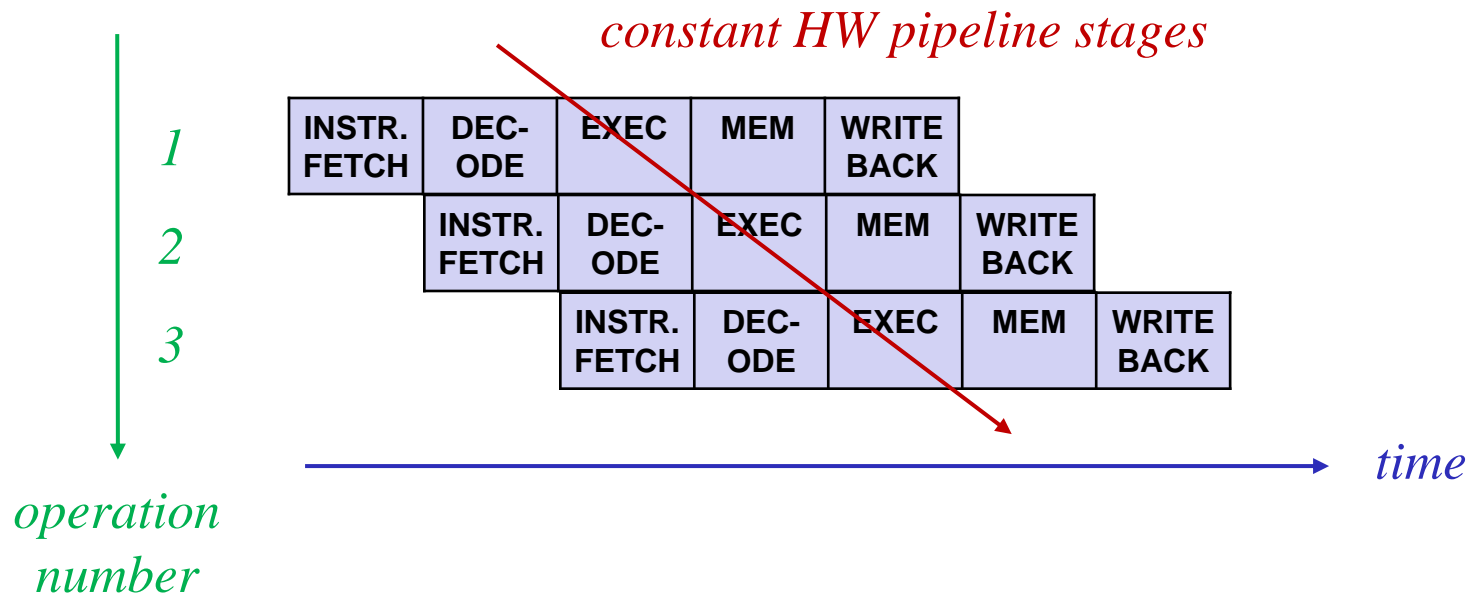 constant HW pipeline stages
1
INSTR. DEC- EXEC MEM WRITE
FETCH ODE BACK
2
INSTR. DEC- EXEC MEM WRITE
FETCH ODE BACK
3
INSTR. DEC- EXEC MEM WRITE
FETCH ODE BACK
time
operation
number